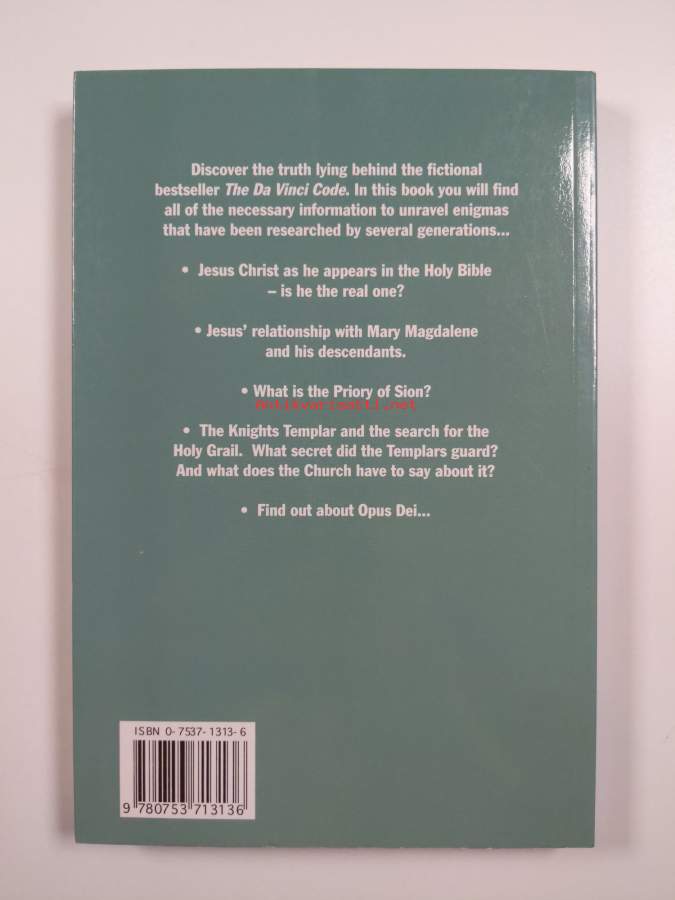 Discover the truth lying behind the fictional
bestseller The Da Vinci Code. In this book you will find
all of the necessary information to unravel enigmas
that have been researched by several generations...
• Jesus Christ as he appears in the Holy Bible
– is he the real one?
• Jesus’ relationship with Mary Magdalene
and his descendants.
• What is the Priory of Sion?
Antikvariaatti.net
• The Knights Templar and the search for the
Holy Grail. What secret did the Templars guard?
And what does the Church have to say about it?
• Find out about Opus Dei...
ISBN 0-7537-1313-6
9 780753 713136